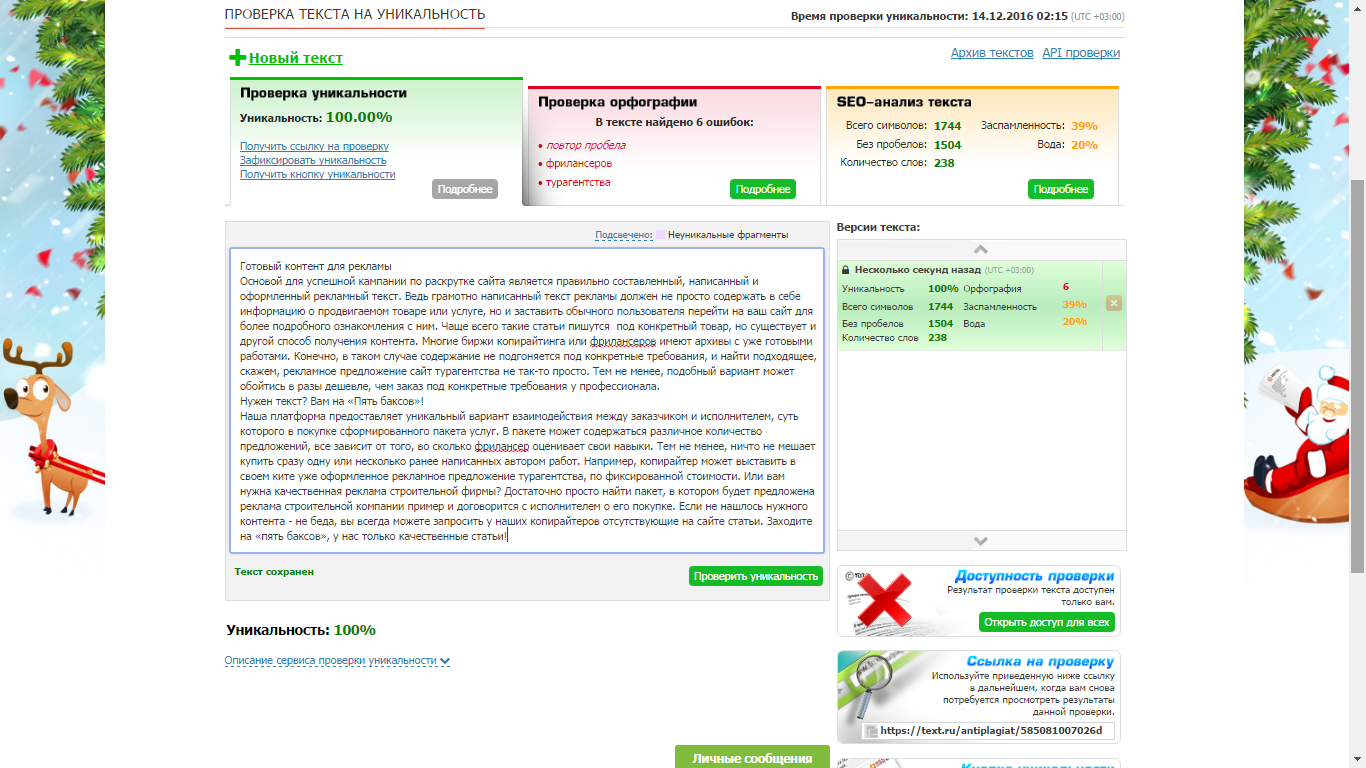 ПРОВЕРКА ТЕКСТА НА УНИКАЛЬНОСТЬ
Время проверки уникальности: 14.12.2016 02:15 (UTC +03:00)
Новый текст
Архив текстов API проверки
Проверка уникальности
Уникальность: 100.00%
Получить ссылку на проверку
Зафиксировать уникальность
Получить кнопку уникальности
Подробнее
Проверка орфографии
В тексте найдено 6 ошибок:
• повтор пробела
• фрилансеров
• турагентства
Подробнее
SEO-анализ текста
Всего символов: 1744 Заспамленность: 39%
Без пробелов: 1504 Вода: 20%
Количество слов: 238
Подробнее
Подсвечено: Неуникальные фрагменты
Готовый контент для рекламы
Основой для успешной кампании по раскрутке сайта является правильно составленный, написанный и
оформленный рекламный текст. Ведь грамотно написанный текст рекламы должен не просто содержать в себе
информацию о продвигаемом товаре или услуге, но и заставить обычного пользователя перейти на ваш сайт для
более подробного ознакомления с ним. Чаще всего такие статьи пишутся  под конкретный товар, но существует и
другой способ получения контента. Многие биржи копирайтинга или фрилансеров имеют архивы с уже готовыми
работами. Конечно, в таком случае содержание не подгоняется под конкретные требования, и найти подходящее,
скажем, рекламное предложение сайт турагентства не так-то просто. Тем не менее, подобный вариант может
обойтись в разы дешевле, чем заказ под конкретные требования у профессионала.
Нужен текст? Вам на «Пять баксов»!
Наша платформа предоставляет уникальный вариант взаимодействия между заказчиком и исполнителем, суть
которого в покупке сформированного пакета услуг. В пакете может содержаться различное количество
предложений, все зависит от того, во сколько фрилансер оценивает свои навыки. Тем не менее, ничто не мешает
купить сразу одну или несколько ранее написанных автором работ. Например, копирайтер может выставить в
своем ките уже оформленное рекламное предложение турагентства, по фиксированной стоимости. Или вам
нужна качественная реклама строительной фирмы? Достаточно просто найти пакет, в котором будет предложена
реклама строительной компании пример и договорится с исполнителем о его покупке. Если не нашлось нужного
контента - не беда, вы всегда можете запросить у наших копирайтеров отсутствующие на сайте статьи. Заходите
на «пять баксов», у нас только качественные статьи!
Текст сохранен
Проверить уникальность
Уникальность: 100%
Описание сервиса проверки уникальности
Личные сообщения
Версии текста:
Несколько секунд назад (UTC +03:00)
Уникальность 100% Орфография 6
Всего символов 1744 Заспамленность 39%
Без пробелов 1504 Вода 20%
Количество слов 238
Доступность проверки
Результат проверки текста доступен
только вам.
Открыть доступ для всех
Ссылка на проверку
Используйте приведенную ниже ссылку
в дальнейшем, когда вам снова
потребуется просмотреть результаты
данной проверки.
https://text.ru/antiplagiat/585081007026d